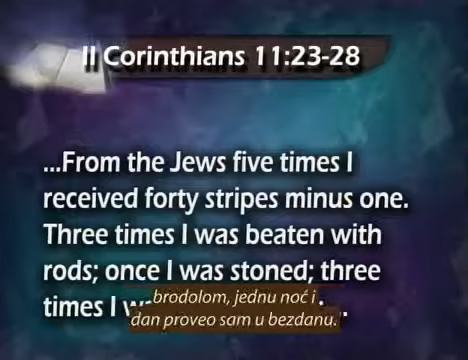 II Corinthians 11:23-28
...From the Jews five times I
received forty stripes minus one.
Three times I was beaten with
rods; once I was stoned; three
times I
brodolom, jednu noć i
dan proveo sam u bezdanu.